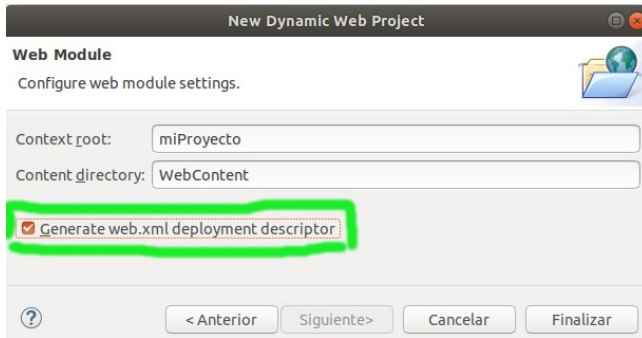 New Dynamic Web Project
Web Module
Configure web module settings.
Context root: miProyecto
Content directory: WebContent
Generate web.xml deployment descriptor
? < Anterior Siguiente> Cancelar Finalizar